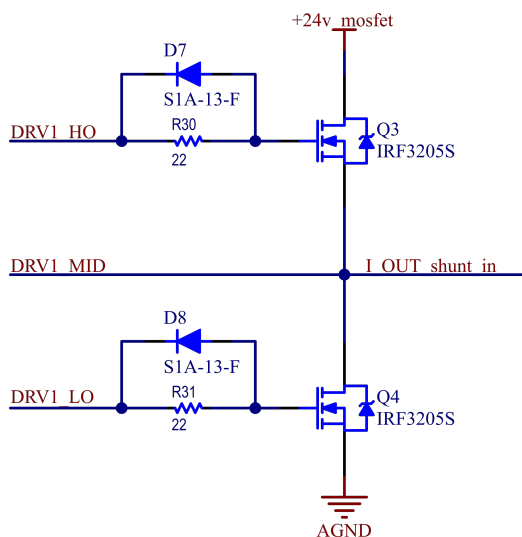 +24v_mosfet
D7
S1A-13-F
R30
22
DRV1_HO
Q3
IRF3205S
DRV1_MID
I_OUT_shunt_in
D8
S1A-13-F
R31
22
DRV1_LO
Q4
IRF3205S
AGND